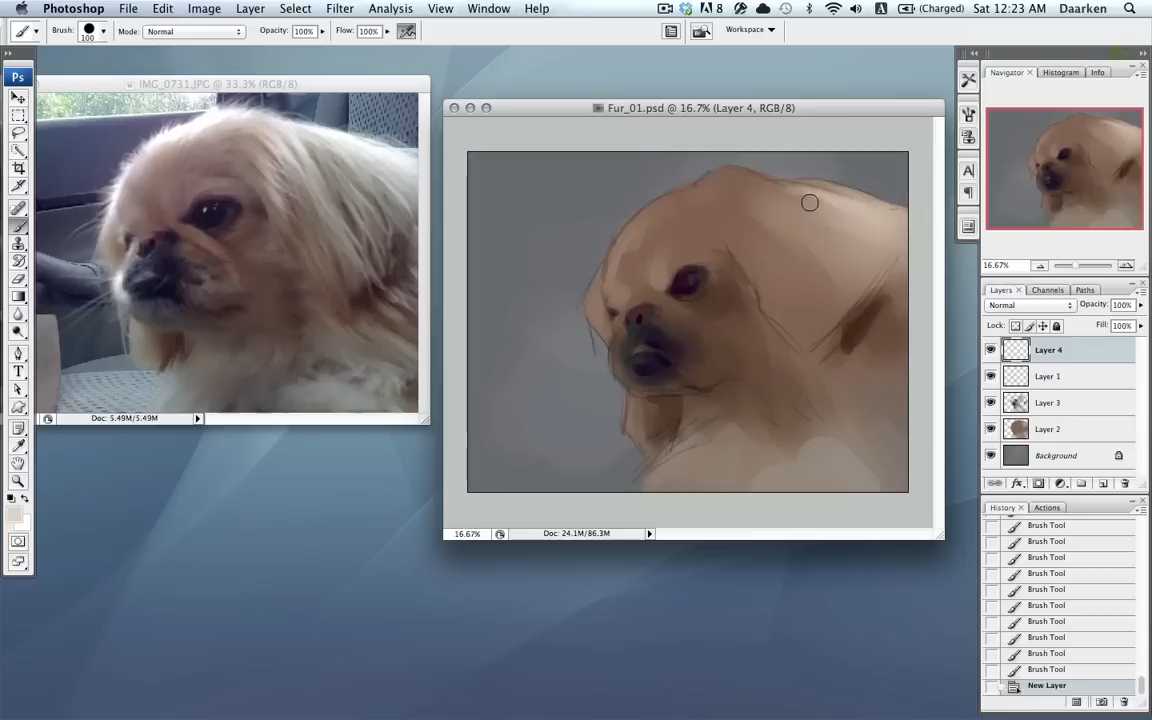 Photoshop File Edit Image Layer Select Filter Analysis View Window Help 8 A (Charged) Sat 12:23 AM Daarken
Brush: 100 Mode: Normal Opacity: 100% Flow: 100% Workspace
Ps
IMG_0731.JPG @ 33.3% (RGB/8)
Doc: 5.49M/5.49M
Fur_01.psd @ 16.7% (Layer 4, RGB/8)
16.67% Doc: 24.1M/86.3M
Navigator Histogram Info
16.67%
Layers Channels Paths
Normal Opacity: 100%
Lock: Fill: 100%
Layer 4
Layer 1
Layer 3
Layer 2
Background
History Actions
Brush Tool
Brush Tool
Brush Tool
Brush Tool
Brush Tool
Brush Tool
Brush Tool
Brush Tool
Brush Tool
Brush Tool
New Layer